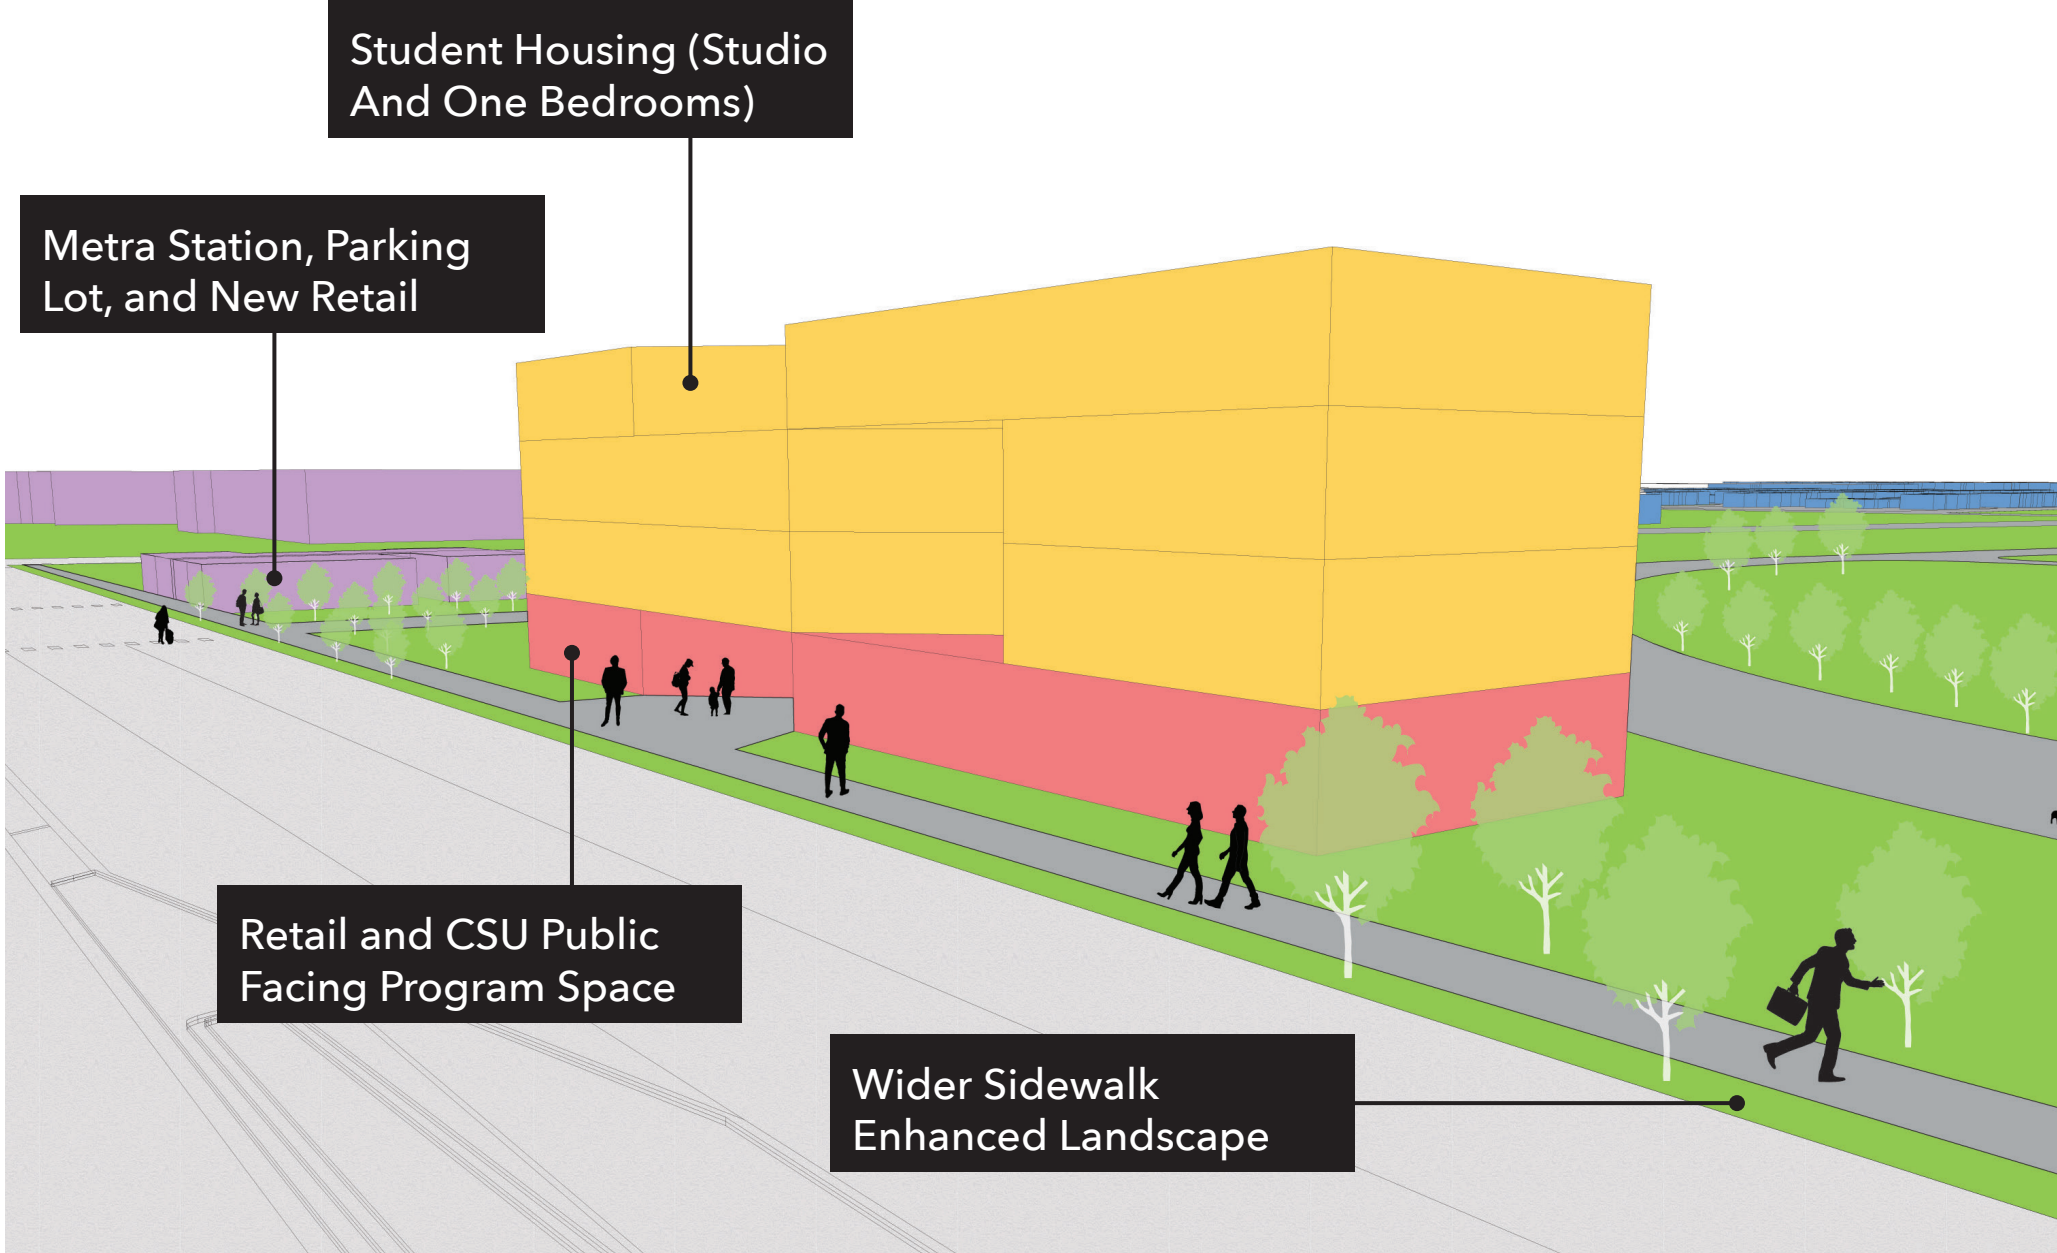 Student Housing (Studio
And One Bedrooms)
Metra Station, Parking
Lot, and New Retail
Retail and CSU Public
Facing Program Space
Wider Sidewalk
Enhanced Landscape